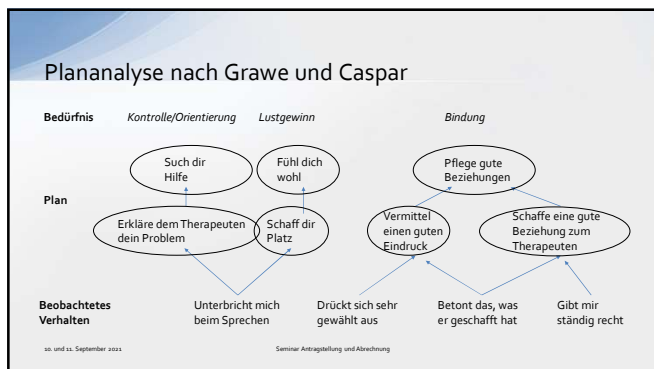 Plananalyse nach Grawe und Caspar
Bedürfnis Kontrolle/Orientierung Lustgewinn Bindung
Such dir
Hilfe
Fühl dich
wohl
Pflege gute
Beziehungen
Plan
Erkläre dem Therapeuten
dein Problem
Schaff dir
Platz
Vermittel
einen guten
Eindruck
Schaffe eine gute
Beziehung zum
Therapeuten
Beobachtetes
Verhalten
Unterbricht mich
beim Sprechen
Drückt sich sehr
gewählt aus
Betont das, was
er geschafft hat
Gibt mir
ständig recht
10. und 11. September 2021 Seminar Antragstellung und Abrechnung